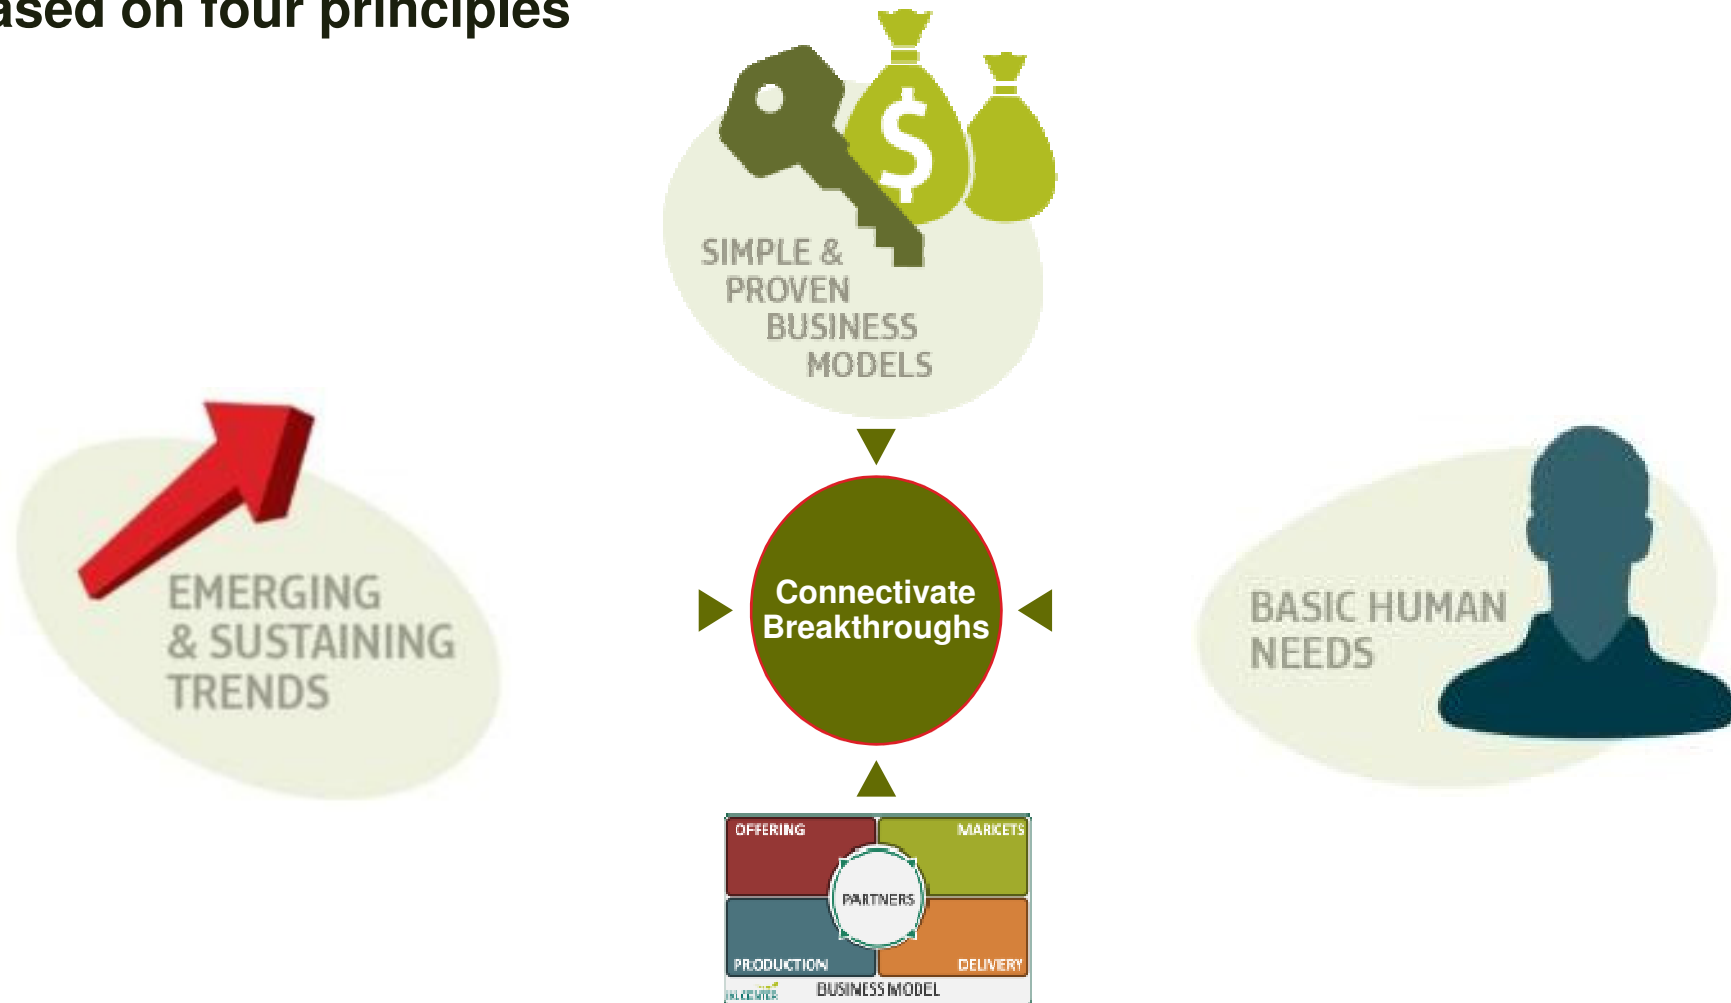 ased on four principles
$
SIMPLE &
PROVEN
BUSINESS
MODELS
EMERGING
& SUSTAINING
TRENDS
Connectivate
Breakthroughs
BASIC HUMAN
NEEDS
OFFERING
MARKETS
PARTNERS
PRODUCTION
DELIVERY
BUSINESS MODEL
CENTER